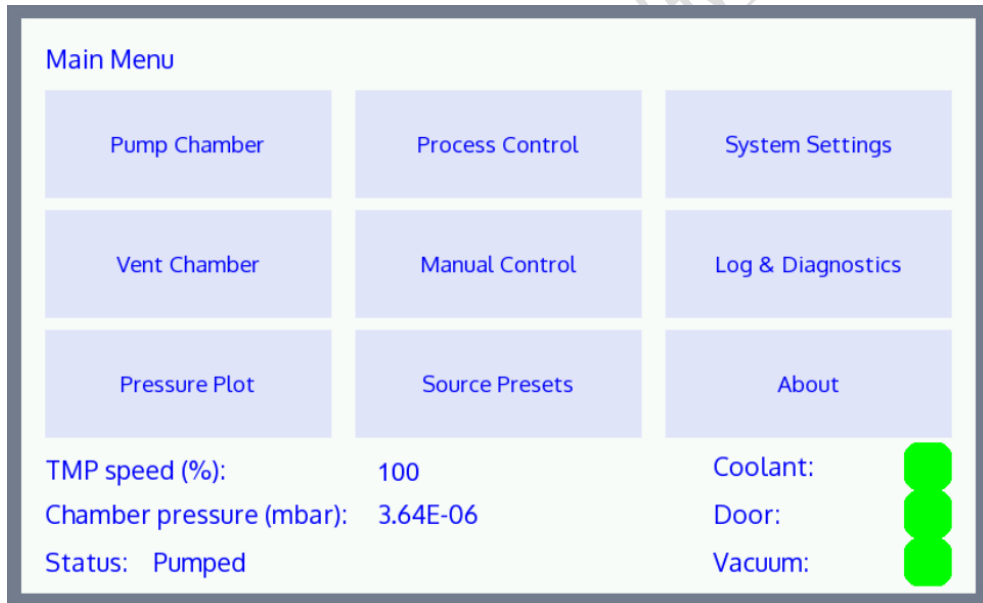 Main Menu
Pump Chamber
Process Control
System Settings
Vent Chamber
Manual Control
Log & Diagnostics
Pressure Plot
Source Presets
About
TMP speed (%): 100
Coolant:
Chamber pressure (mbar): 3.64E-06
Door:
Status: Pumped
Vacuum: